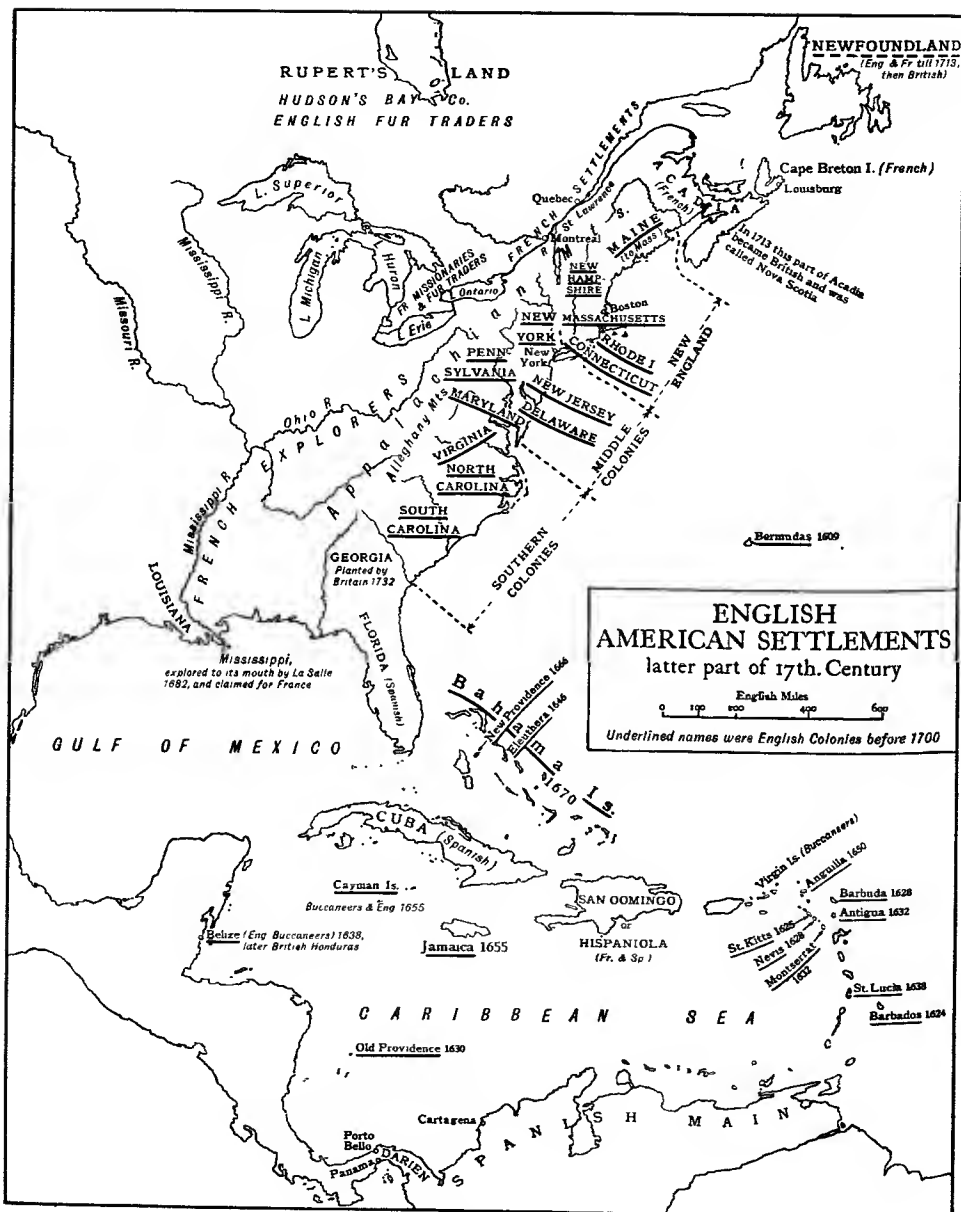 NEWFOUNDLAND
(Eng & Fr till 1713,
then British)
RUPERT'S LAND
HUDSON'S BAY Co.
ENGLISH FUR TRADERS
Cape Breton I. (French)
Louisburg
ACADIA
(French)
In 1713 this part of Acadia
became British and was
called Nova Scotia
FRENCH SETTLEMENTS
Quebec
R. St Lawrence
Montreal
MAINE
(to Mass)
L. Superior
L. Michigan
L. Huron
L. Ontario
L. Erie
FR MISSIONARIES
& FUR TRADERS
Mississippi R.
Missouri R.
NEW
HAMP
SHIRE
Boston
MASSACHUSETTS
NEW
YORK
New
York
RHODE I
CONNECTICUT
NEW ENGLAND
PENN
SYLVANIA
NEW JERSEY
MARYLAND
DELAWARE
MIDDLE
COLONIES
VIRGINIA
NORTH
CAROLINA
SOUTH
CAROLINA
SOUTHERN
COLONIES
Appalachian Mts.
Alleghany Mts
Ohio R
FRENCH EXPLORERS
Mississippi R
LOUISIANA
GEORGIA
Planted by
Britain 1732
FLORIDA (Spanish)
Mississippi,
explored to its mouth by La Salle
1682, and claimed for France
Bermudas 1609
ENGLISH
AMERICAN SETTLEMENTS
latter part of 17th. Century
English Miles
0 100 200 400 600
Underlined names were English Colonies before 1700
GULF OF MEXICO
Bahama Is.
New Providence 1666
Eleuthera 1646
1670
CUBA (Spanish)
Cayman Is.
Buccaneers & Eng 1655
Jamaica 1655
SAN DOMINGO
or
HISPANIOLA
(Fr. & Sp)
Virgin Is. (Buccaneers)
Anguilla 1650
Barbuda 1628
Antigua 1632
St. Kitts 1625
Nevis 1628
Montserrat
1632
St. Lucia 1638
Barbados 1624
Belize (Eng Buccaneers) 1638,
later British Honduras
CARIBBEAN SEA
Old Providence 1630
Cartagena
Porto
Bello
Panama
DARIEN
SPANISH MAIN